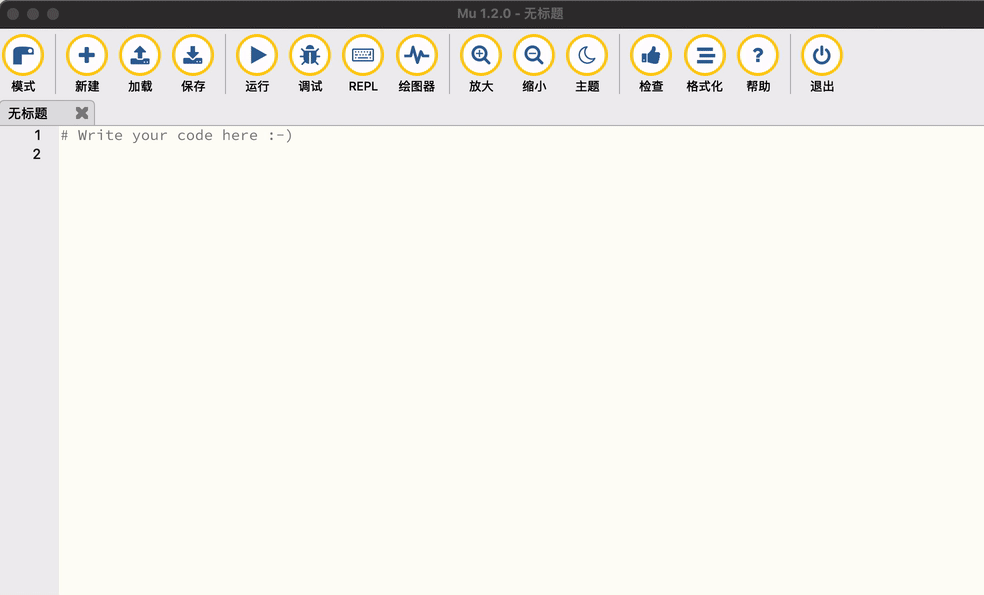 Mu 1.2.0 - 无标题
模式 新建 加载 保存 运行 调试 REPL 绘图器 放大 缩小 主题 检查 格式化 帮助 退出
无标题
1 # Write your code here :-)
2